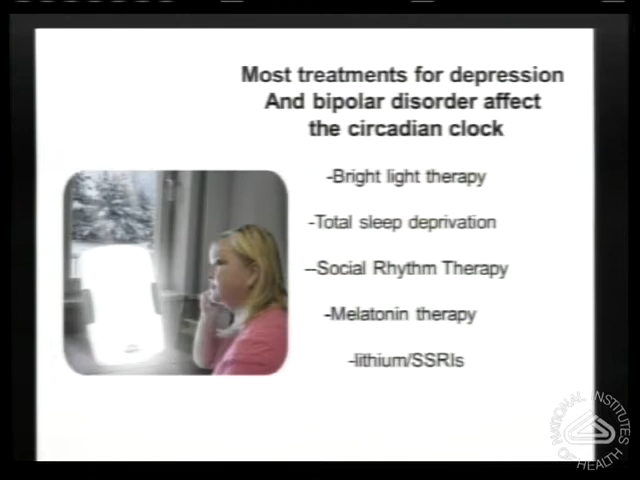 Most treatments for depression
And bipolar disorder affect
the circadian clock
-Bright light therapy
-Total sleep deprivation
--Social Rhythm Therapy
-Melatonin therapy
-lithium/SSRIs
NATIONAL INSTITUTES
OF HEALTH